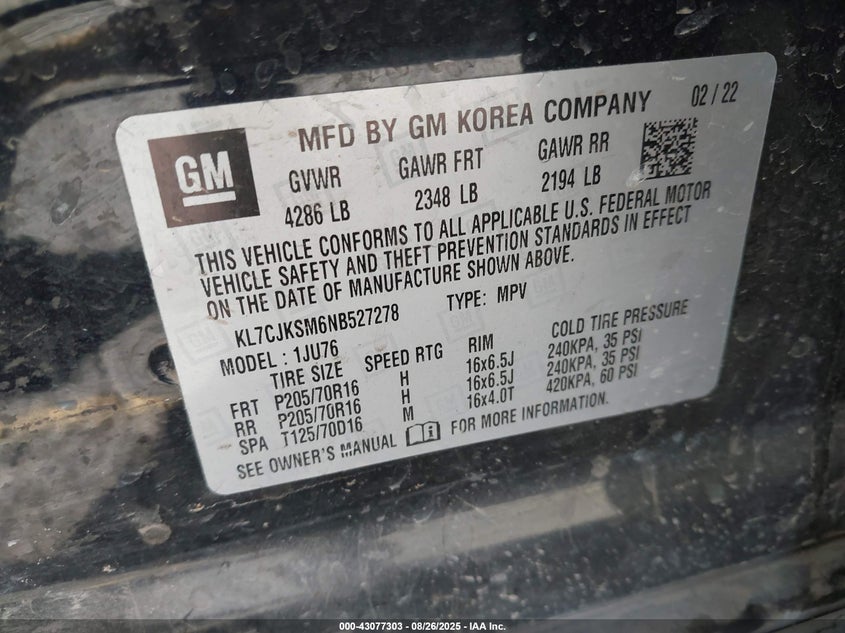 MFD BY GM KOREA COMPANY 02 / 22
GM
GVWR GAWR FRT GAWR RR
4286 LB 2348 LB 2194 LB
THIS VEHICLE CONFORMS TO ALL APPLICABLE U.S. FEDERAL MOTOR
VEHICLE SAFETY AND THEFT PREVENTION STANDARDS IN EFFECT
ON THE DATE OF MANUFACTURE SHOWN ABOVE.
KL7CJKSM6NB527278 TYPE: MPV
MODEL : 1JU76
TIRE SIZE SPEED RTG RIM COLD TIRE PRESSURE
FRT P205/70R16 H 16x6.5J 240KPA, 35 PSI
RR P205/70R16 H 16x6.5J 240KPA, 35 PSI
SPA T125/70D16 M 16x4.0T 420KPA, 60 PSI
SEE OWNER'S MANUAL FOR MORE INFORMATION.
000-43077303 - 08/26/2025 - IAA Inc.